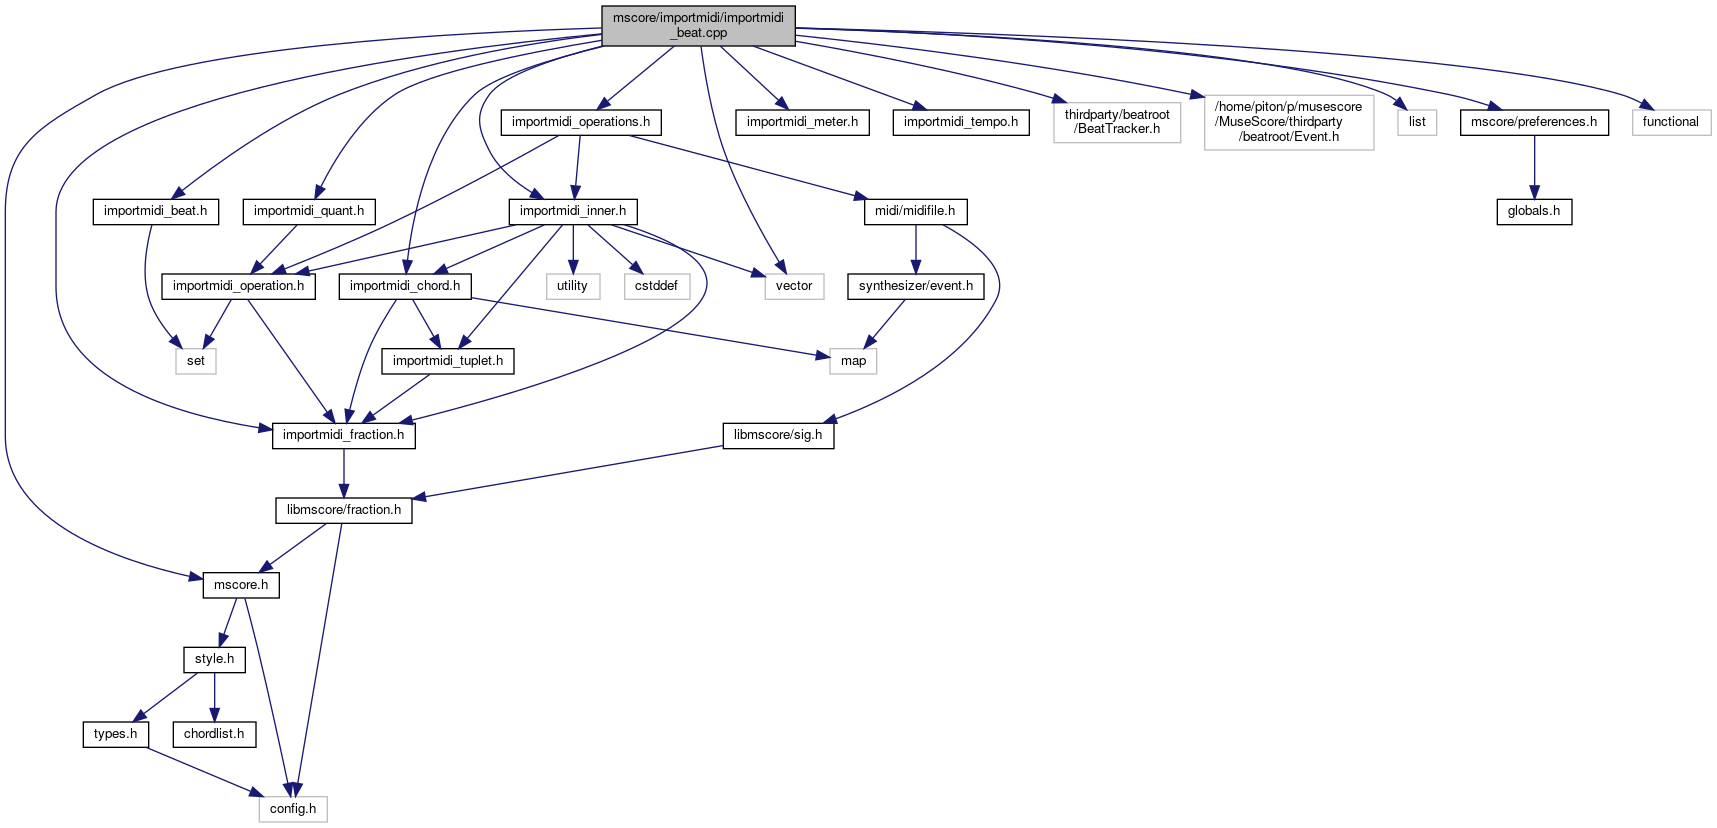 mscore/importmidi/importmidi
_beat.cpp
importmidi_operations.h
importmidi_meter.h
importmidi_tempo.h
thirdparty/beatroot
/BeatTracker.h
/home/piton/p/musescore
/MuseScore/thirdparty
/beatroot/Event.h
list
mscore/preferences.h
functional
importmidi_beat.h
importmidi_quant.h
importmidi_inner.h
midi/midifile.h
globals.h
importmidi_operation.h
importmidi_chord.h
utility
cstddef
vector
synthesizer/event.h
set
importmidi_tuplet.h
map
importmidi_fraction.h
libmscore/sig.h
libmscore/fraction.h
mscore.h
style.h
types.h
chordlist.h
config.h